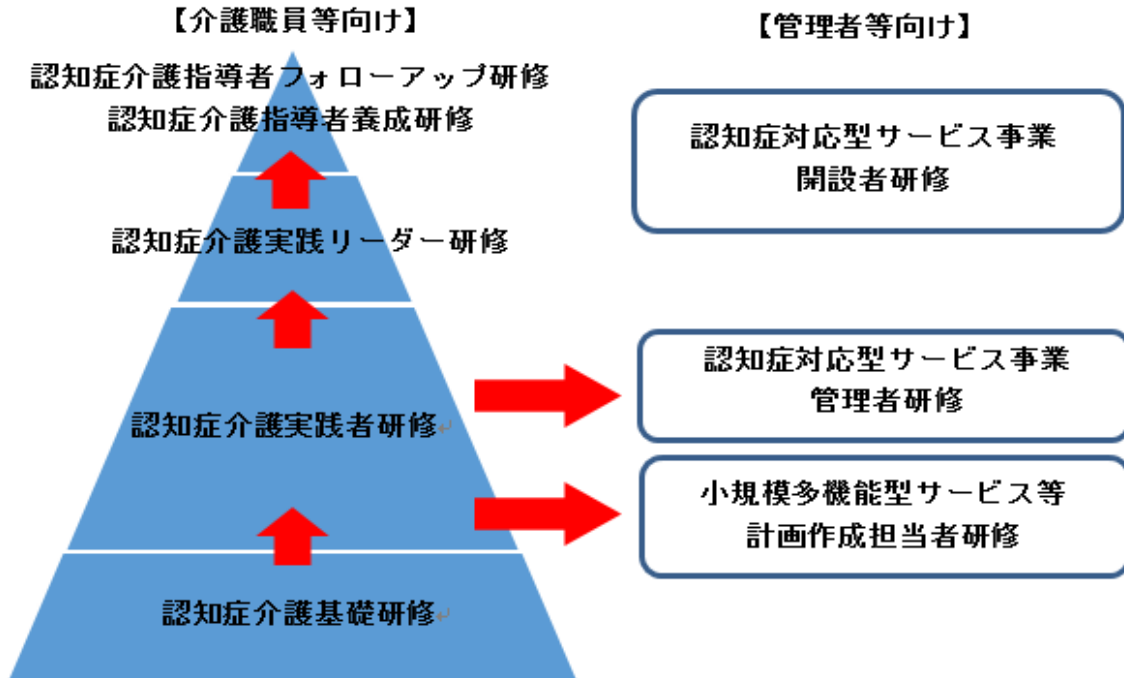 【介護職員等向け】
認知症介護指導者フォローアップ研修
認知症介護指導者養成研修
認知症介護実践リーダー研修
認知症介護実践者研修↵
認知症介護基礎研修↵
【管理者等向け】
認知症対応型サービス事業
開設者研修
認知症対応型サービス事業
管理者研修
小規模多機能型サービス等
計画作成担当者研修